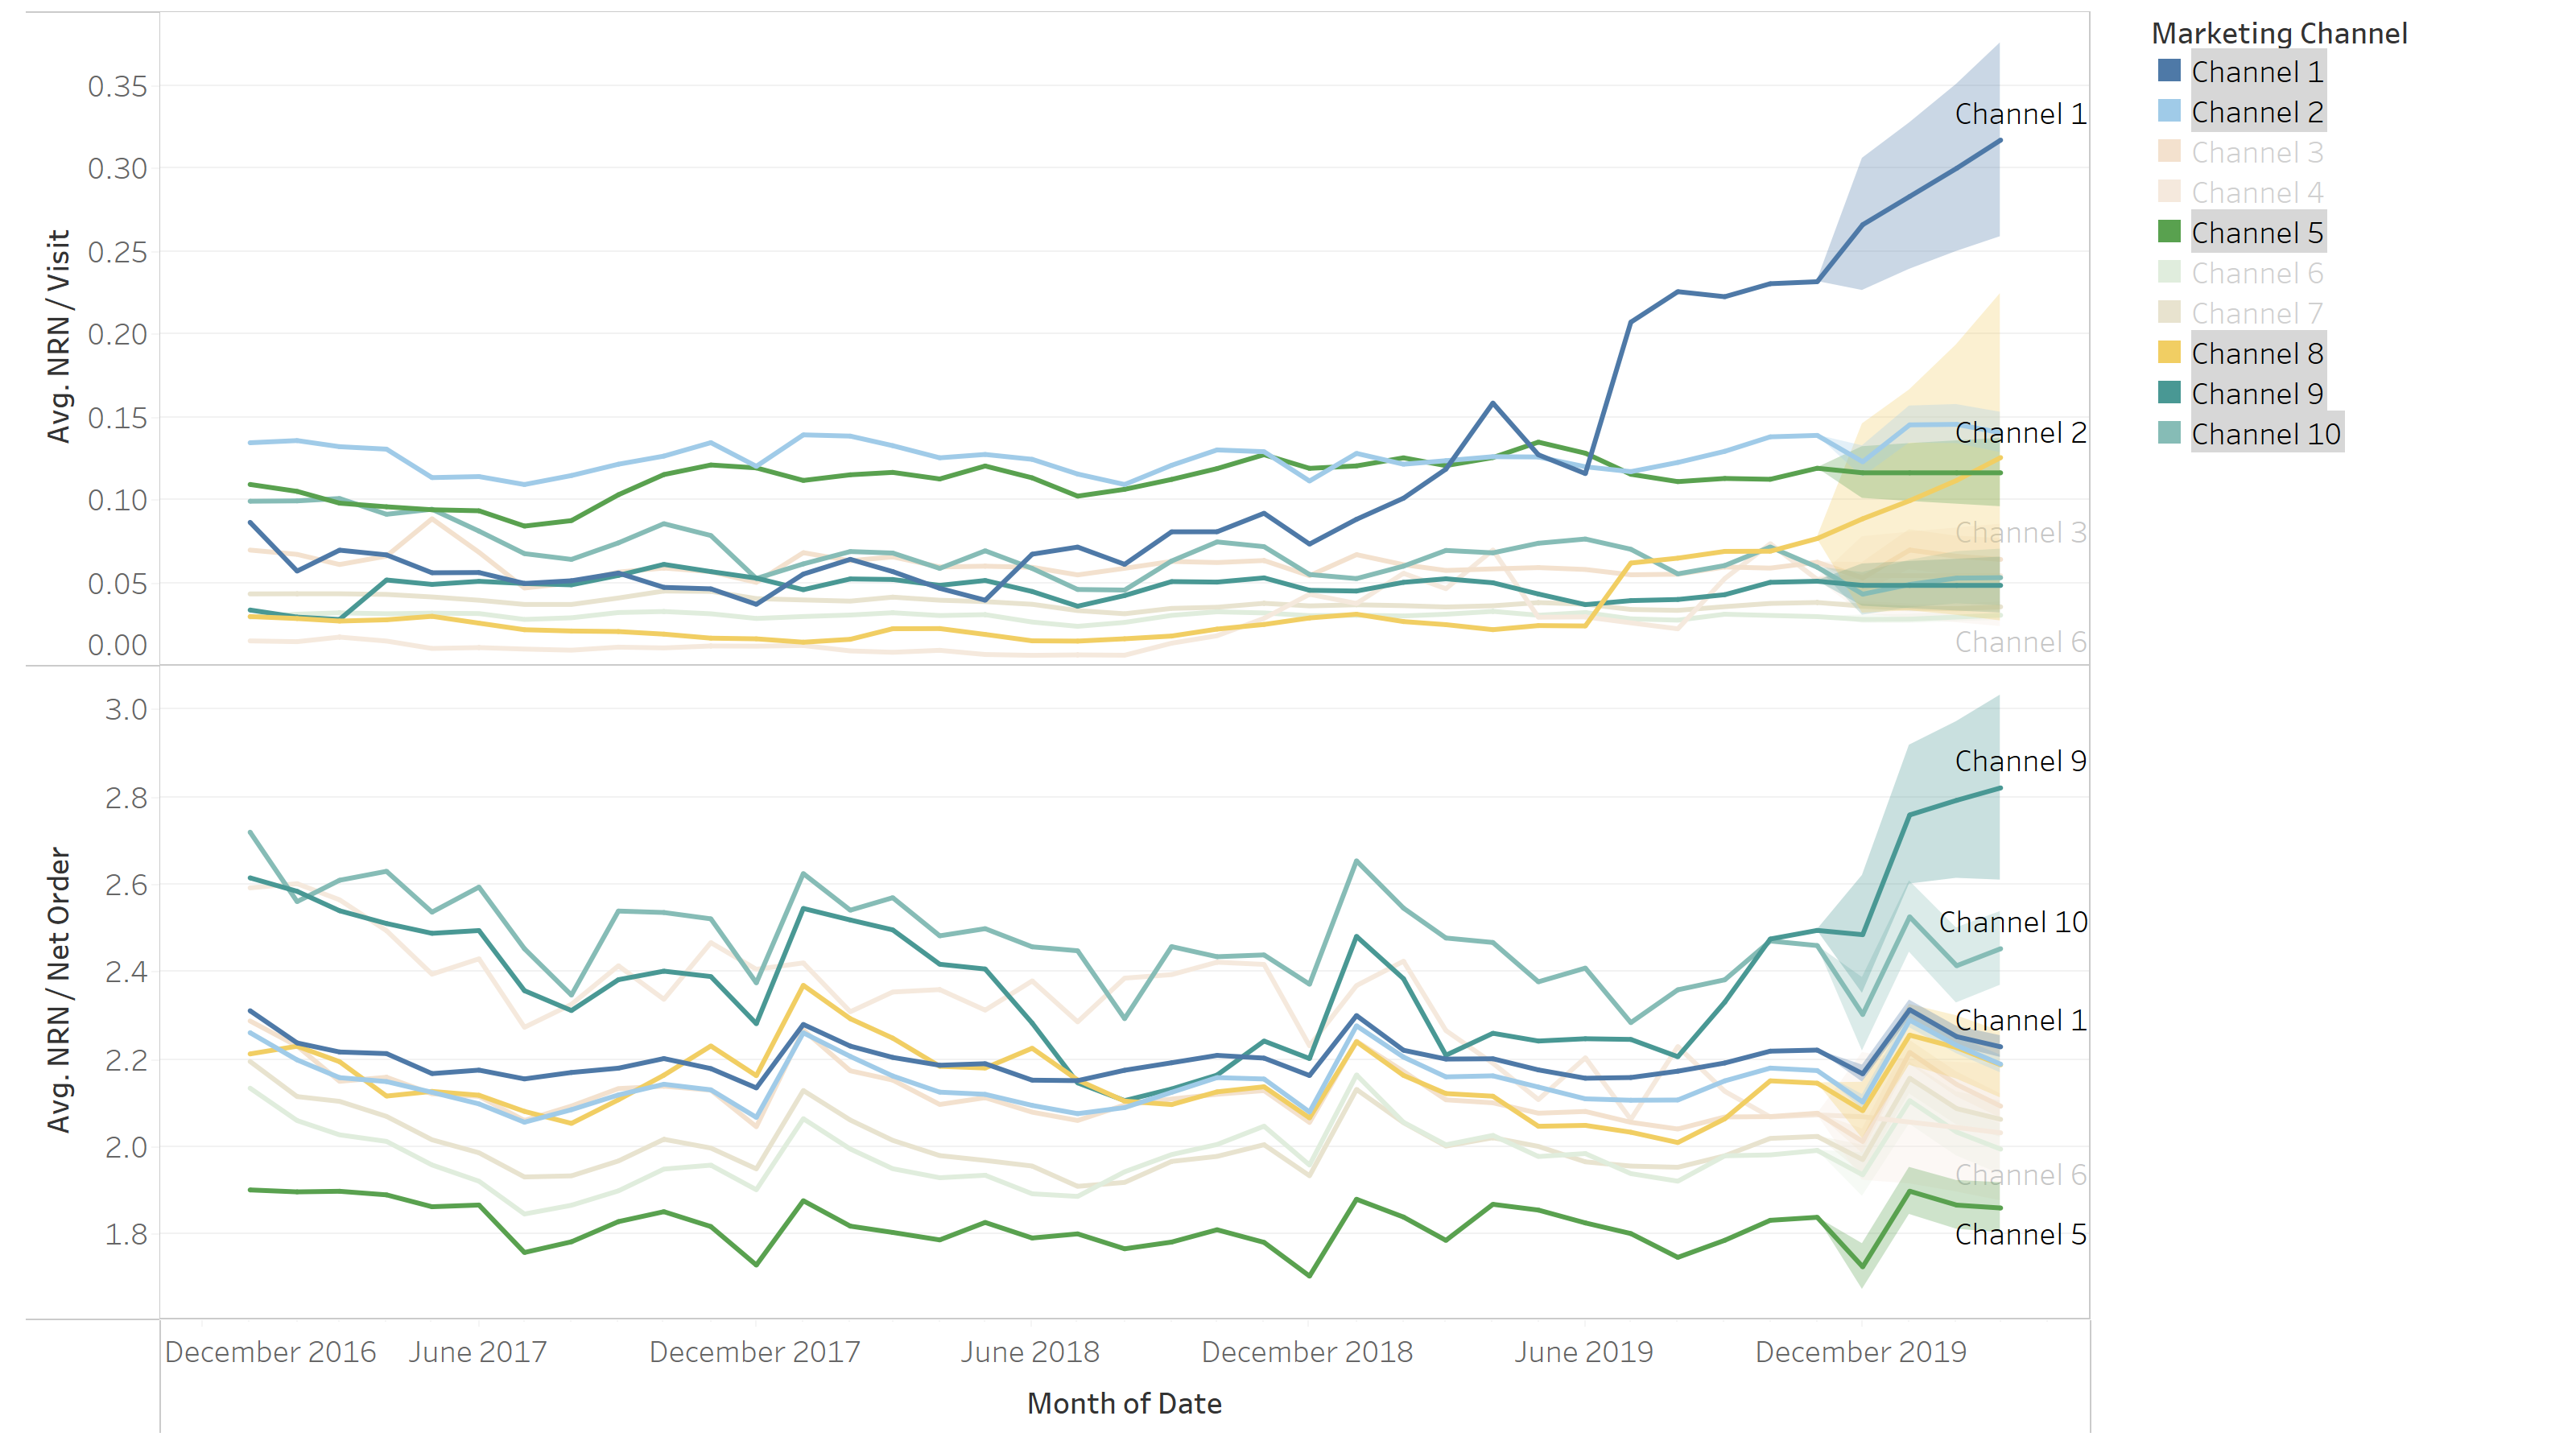 Avg. NRN / Visit
0.35
0.30
0.25
0.20
0.15
0.10
0.05
0.00
Channel 1
Channel 2
Channel 3
Channel 6
Avg. NRN / Net Order
3.0
2.8
2.6
2.4
2.2
2.0
1.8
Channel 9
Channel 10
Channel 1
Channel 6
Channel 5
December 2016 June 2017 December 2017 June 2018 December 2018 June 2019 December 2019
Month of Date
Marketing Channel
Channel 1
Channel 2
Channel 3
Channel 4
Channel 5
Channel 6
Channel 7
Channel 8
Channel 9
Channel 10